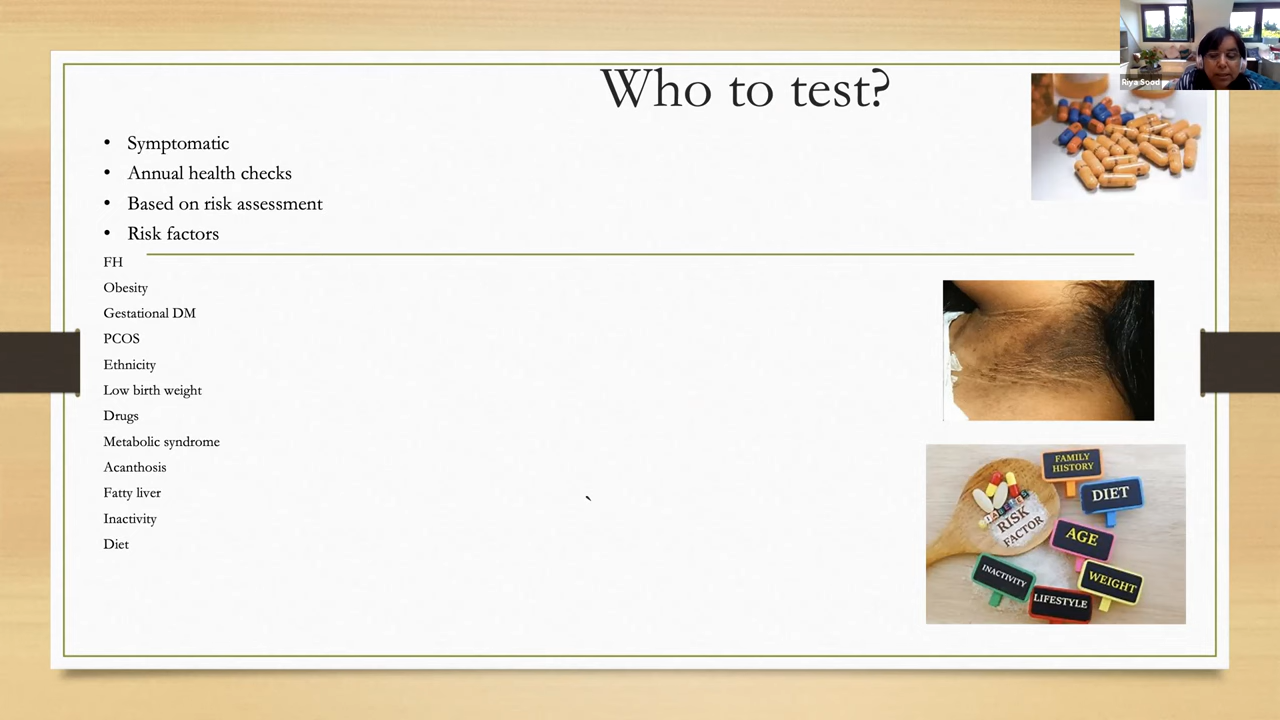 Who to test?
Riya Sood
• Symptomatic
• Annual health checks
• Based on risk assessment
• Risk factors
FH
Obesity
Gestational DM
PCOS
Ethnicity
Low birth weight
Drugs
Metabolic syndrome
Acanthosis
Fatty liver
Inactivity
Diet
`
FAMILY
HISTORY
DIET
RISK
FACTOR
AGE
INACTIVITY
WEIGHT
LIFESTYLE